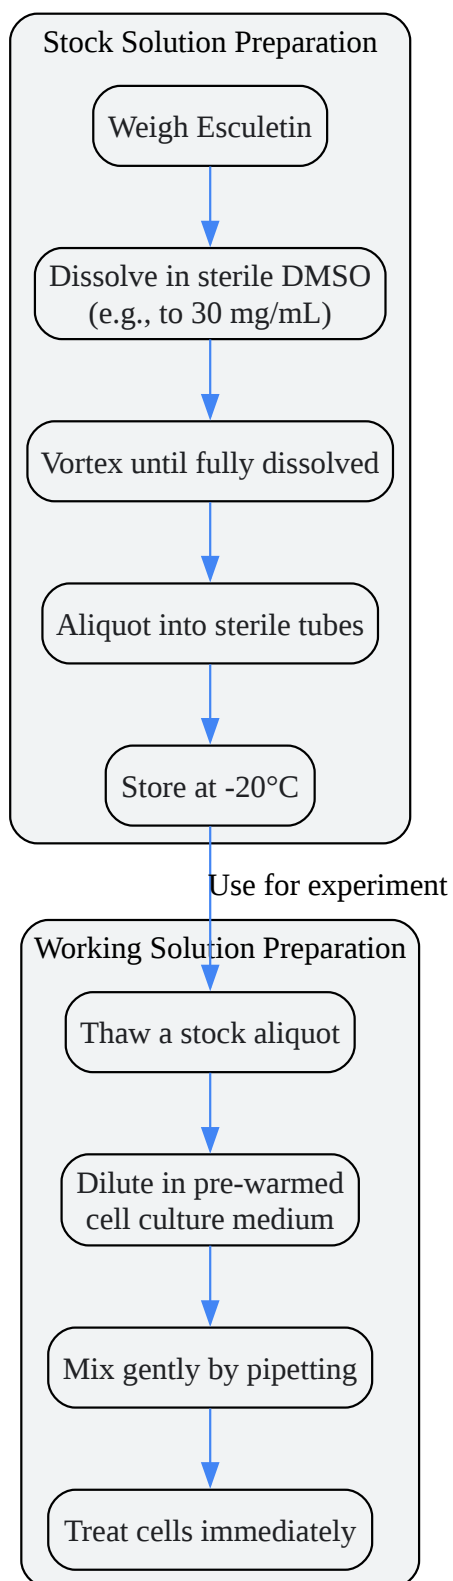 Stock Solution Preparation
Weigh Esculetin
Dissolve in sterile DMSO
(e.g., to 30 mg/mL)
Vortex until fully dissolved
Aliquot into sterile tubes
Store at -20°C
Use for experiment
Working Solution Preparation
Thaw a stock aliquot
Dilute in pre-warmed
cell culture medium
Mix gently by pipetting
Treat cells immediately